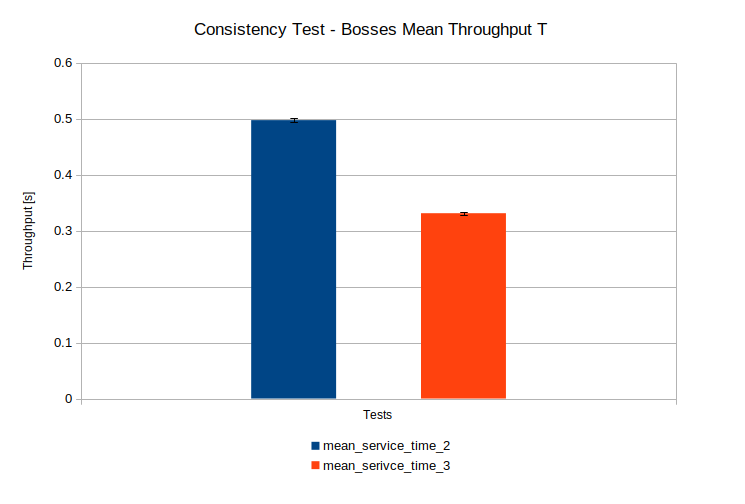 Consistency Test - Bosses Mean Throughput T
0.6
0.5
0.4
0.3
0.2
0.1
0
Throughput [s]
Tests
mean_service_time_2
mean_serivce_time_3